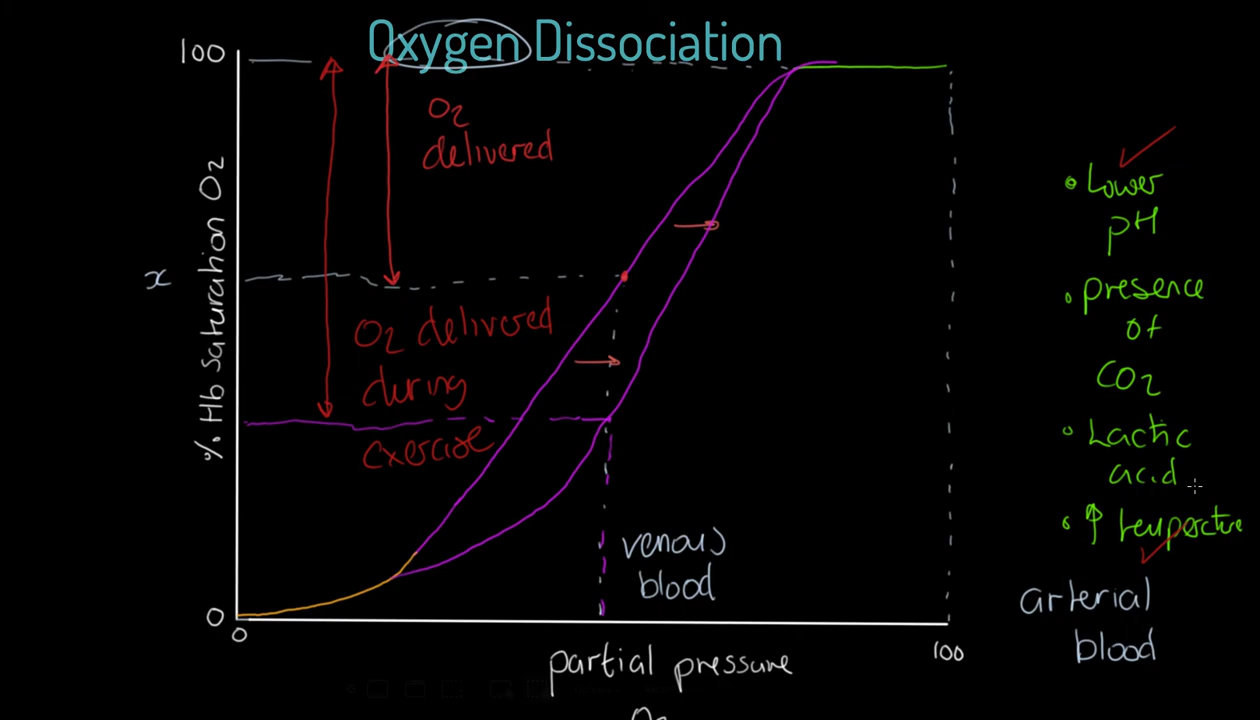 Oxygen Dissociation
100
O2
delivered
% Hb saturation O2
x
O2 delivered
during
exercise
venous
blood
0
0
100
partial pressure
• Lower
pH
• presence
of
CO2
• Lactic
acid
• ↑ temperature
arterial
blood